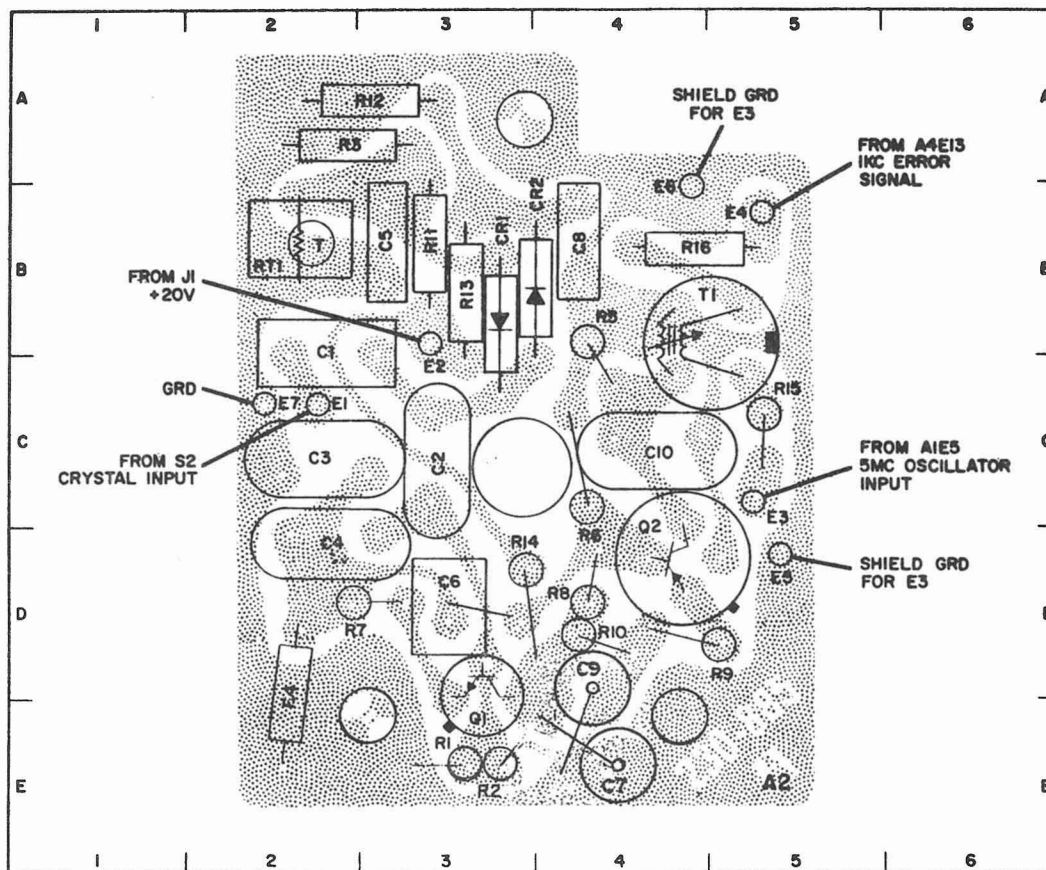 1 2 3 4 5 6
A A
R12
SHIELD GRD
FOR E3
R3
FROM A4E13
1KC ERROR
SIGNAL
E6
E4
CR2
CR1
C5
R11
C8
R16
T
RT1
B B
R13
FROM J1
+20V
T1
R5
C1
E2
R15
GRD
E7
E1
C
C3
C2
C10
FROM S2
CRYSTAL INPUT
FROM A1E5
5MC OSCILLATOR
INPUT
E3
R6
Q2
C4
R14
E5
SHIELD GRD
FOR E3
C6
R8
D
R7
R10
R9
C9
Q1
R1
R2
C7
A2
E E
1 2 3 4 5 6